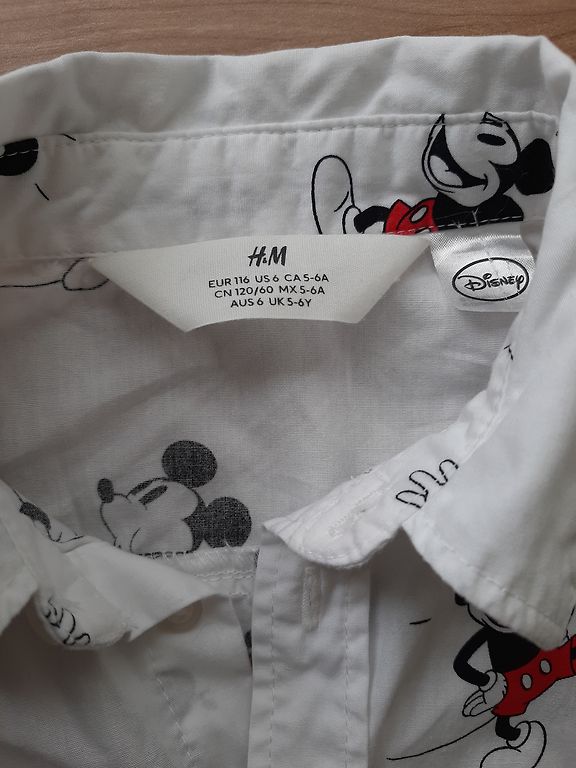 H&M
EUR 116 US 6 CA 5-6A
CN 120/60 MX 5-6A
AUS 6 UK 5-6Y
Disney